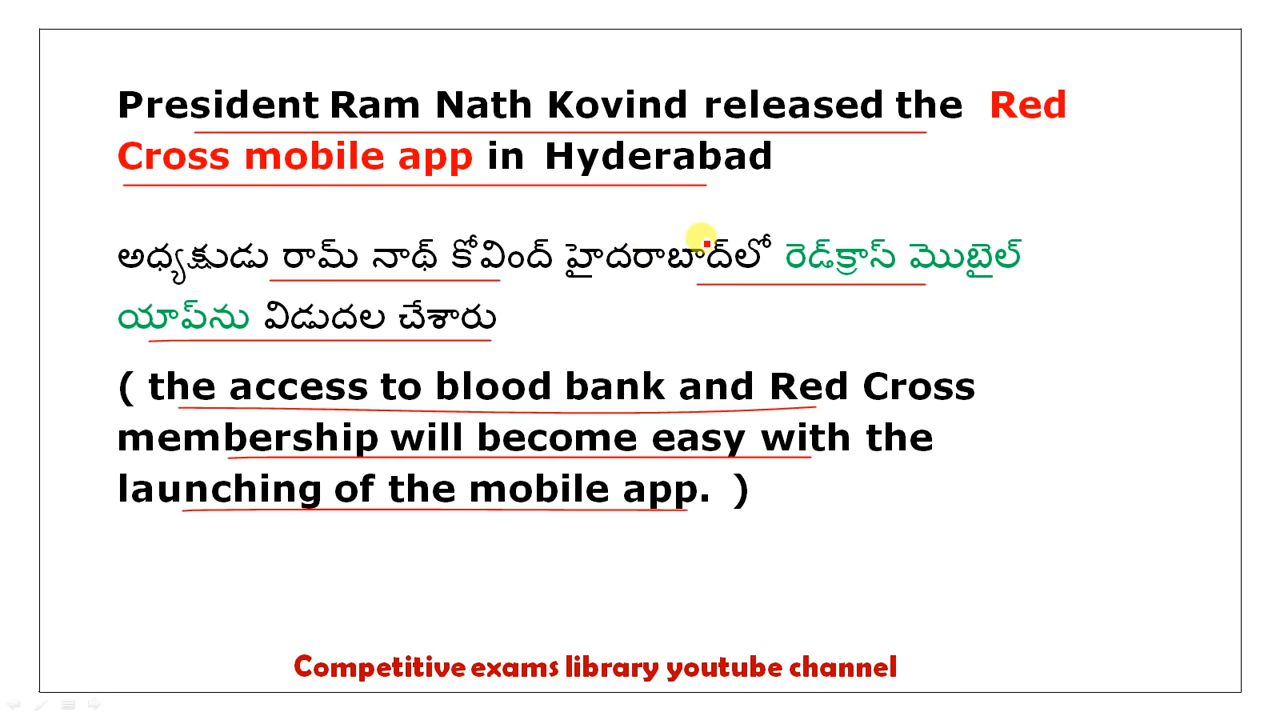 President Ram Nath Kovind released the Red
Cross mobile app in Hyderabad
అధ్యక్షుడు రామ్ నాథ్ కోవింద్ హైదరాబాద్‌లో రెడ్‌క్రాస్ మొబైల్
యాప్‌ను విడుదల చేశారు
( the access to blood bank and Red Cross
membership will become easy with the
launching of the mobile app. )
Competitive exams library youtube channel